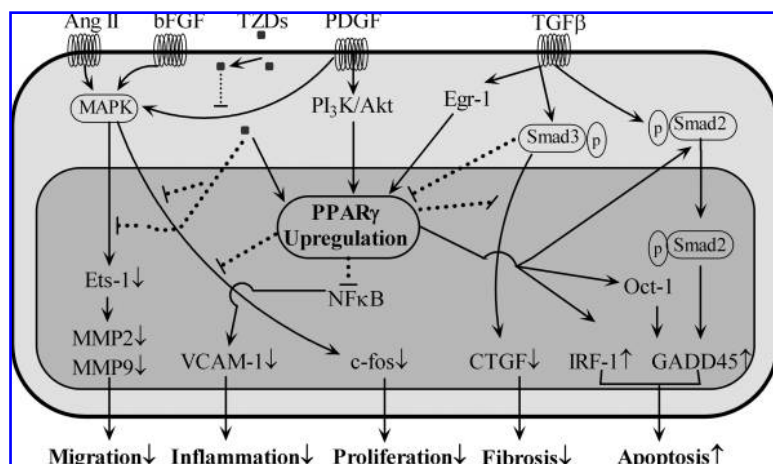 Ang II bFGF TZDs PDGF TGFβ
MAPK
PI3K/Akt
Egr-1
Smad3 p
p Smad2
PPARγ
Upregulation
p Smad2
Ets-1↓
NFκB
Oct-1
MMP2↓
MMP9↓
VCAM-1↓
c-fos↓
CTGF↓
IRF-1↑
GADD45↑
Migration↓ Inflammation↓ Proliferation↓ Fibrosis↓ Apoptosis↑